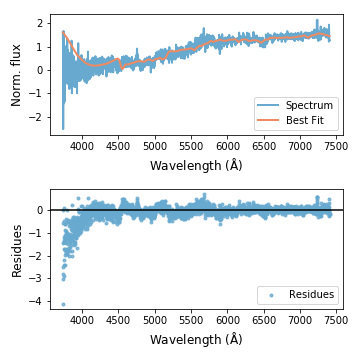 Norm. flux
1
0
−1
−2
4000 4500 5000 5500 6000 6500 7000 7500
Wavelength (Å)
Spectrum
Best Fit
Residues
0
−1
−2
−3
−4
4000 4500 5000 5500 6000 6500 7000 7500
Wavelength (Å)
Residues